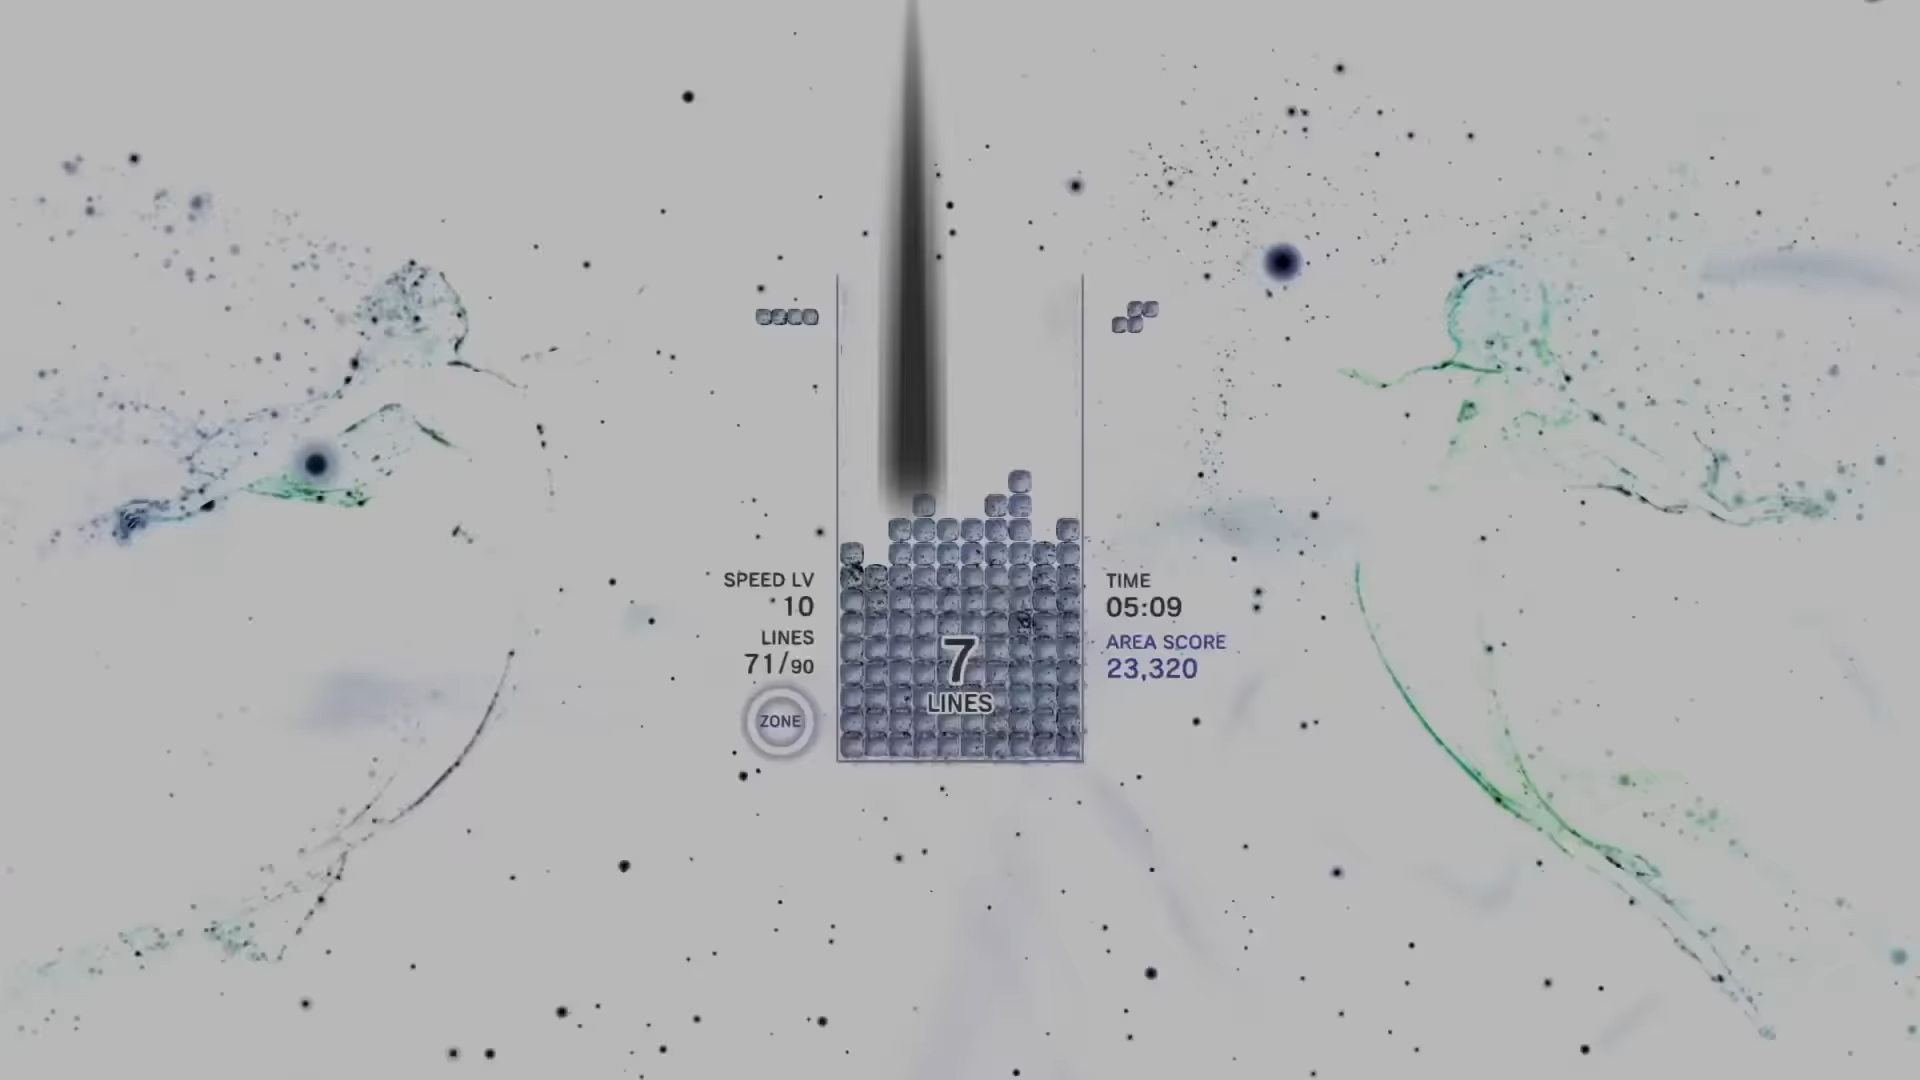 SPEED LV
10
LINES
71/90
ZONE
7
LINES
TIME
05:09
AREA SCORE
23,320